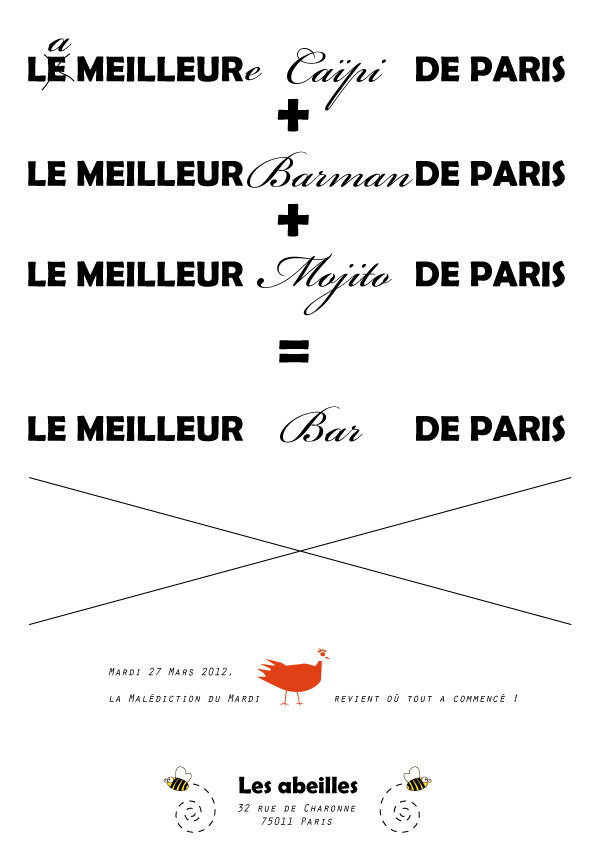 LA MEILLEURe Caïpi DE PARIS
+
LE MEILLEUR Barman DE PARIS
+
LE MEILLEUR Mojito DE PARIS
=
LE MEILLEUR Bar DE PARIS
MARDI 27 MARS 2012,
LA MALÉDICTION DU MARDI REVIENT OÙ TOUT A COMMENCÉ !
Les abeilles
32 RUE DE CHARONNE
75011 PARIS